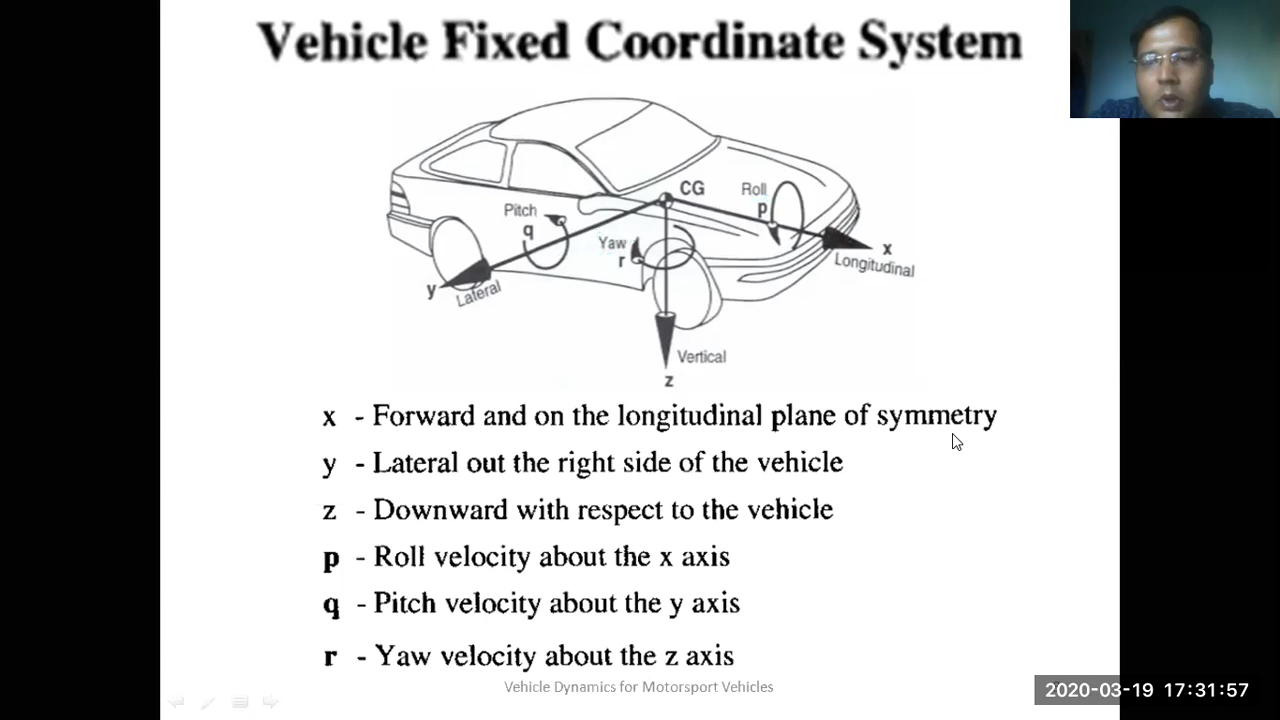 Vehicle Fixed Coordinate System
CG
Roll
p
Pitch
q
Yaw
r
x
Longitudinal
y
Lateral
Vertical
z
x - Forward and on the longitudinal plane of symmetry
y - Lateral out the right side of the vehicle
z - Downward with respect to the vehicle
p - Roll velocity about the x axis
q - Pitch velocity about the y axis
r - Yaw velocity about the z axis
Vehicle Dynamics for Motorsport Vehicles
2020-03-19 17:31:57